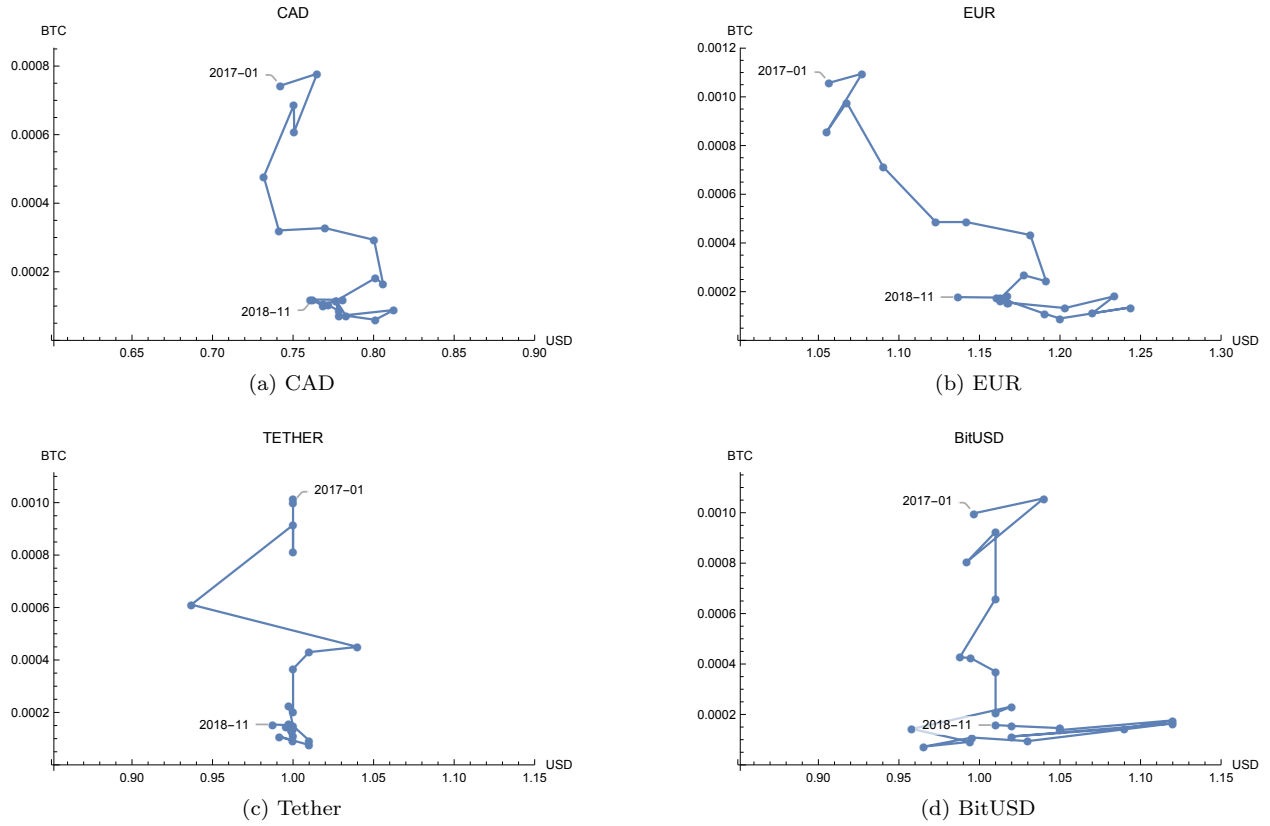 CAD
BTC
0.0008
0.0006
0.0004
0.0002
2017-01
2018-11
0.65 0.70 0.75 0.80 0.85 0.90
USD
(a) CAD
EUR
BTC
0.0012
0.0010
0.0008
0.0006
0.0004
0.0002
2017-01
2018-11
1.05 1.10 1.15 1.20 1.25 1.30
USD
(b) EUR
TETHER
BTC
0.0010
0.0008
0.0006
0.0004
0.0002
2017-01
2018-11
0.90 0.95 1.00 1.05 1.10 1.15
USD
(c) Tether
BitUSD
BTC
0.0010
0.0008
0.0006
0.0004
0.0002
2017-01
2018-11
0.90 0.95 1.00 1.05 1.10 1.15
USD
(d) BitUSD